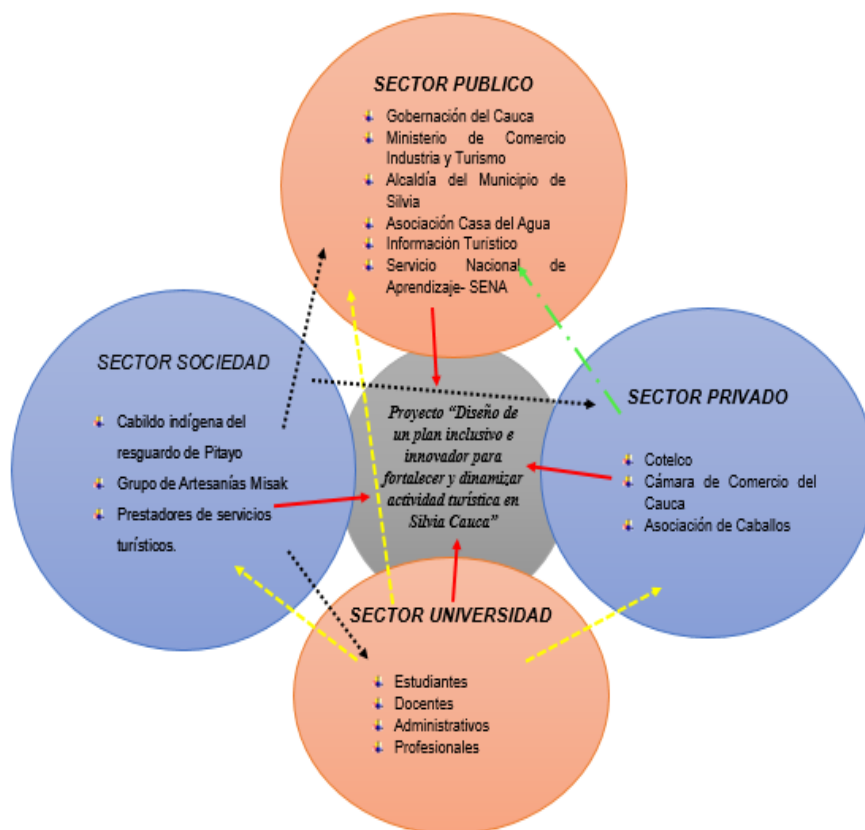 SECTOR PUBLICO
Gobernación del Cauca
Ministerio de Comercio
Industria y Turismo
Alcaldía del Municipio de
Silvia
Asociación Casa del Agua
Información Turistico
Servicio Nacional de
Aprendizaje- SENA
SECTOR SOCIEDAD
Cabildo indígena del
resguardo de Pitayo
Grupo de Artesanías Misak
Prestadores de servicios
turísticos.
Proyecto “Diseño de
un plan inclusivo e
innovador para
fortalecer y dinamizar
actividad turística en
Silvia Cauca”
SECTOR PRIVADO
Cotelco
Cámara de Comercio del
Cauca
Asociación de Caballos
SECTOR UNIVERSIDAD
Estudiantes
Docentes
Administrativos
Profesionales